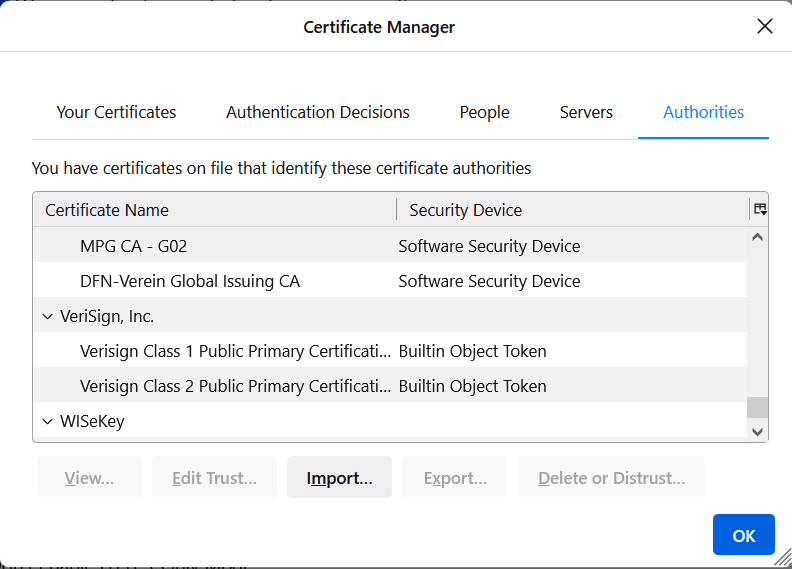 Certificate Manager
Your Certificates Authentication Decisions People Servers Authorities
You have certificates on file that identify these certificate authorities
Certificate Name Security Device
MPG CA - G02 Software Security Device
DFN-Verein Global Issuing CA Software Security Device
VeriSign, Inc.
Verisign Class 1 Public Primary Certificati... Builtin Object Token
Verisign Class 2 Public Primary Certificati... Builtin Object Token
WISeKey
View... Edit Trust... Import... Export... Delete or Distrust...
OK